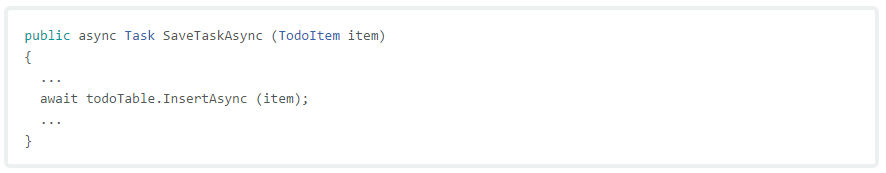 public async Task SaveTaskAsync (TodoItem item)
{
  ...
  await todoTable.InsertAsync (item);
  ...
}